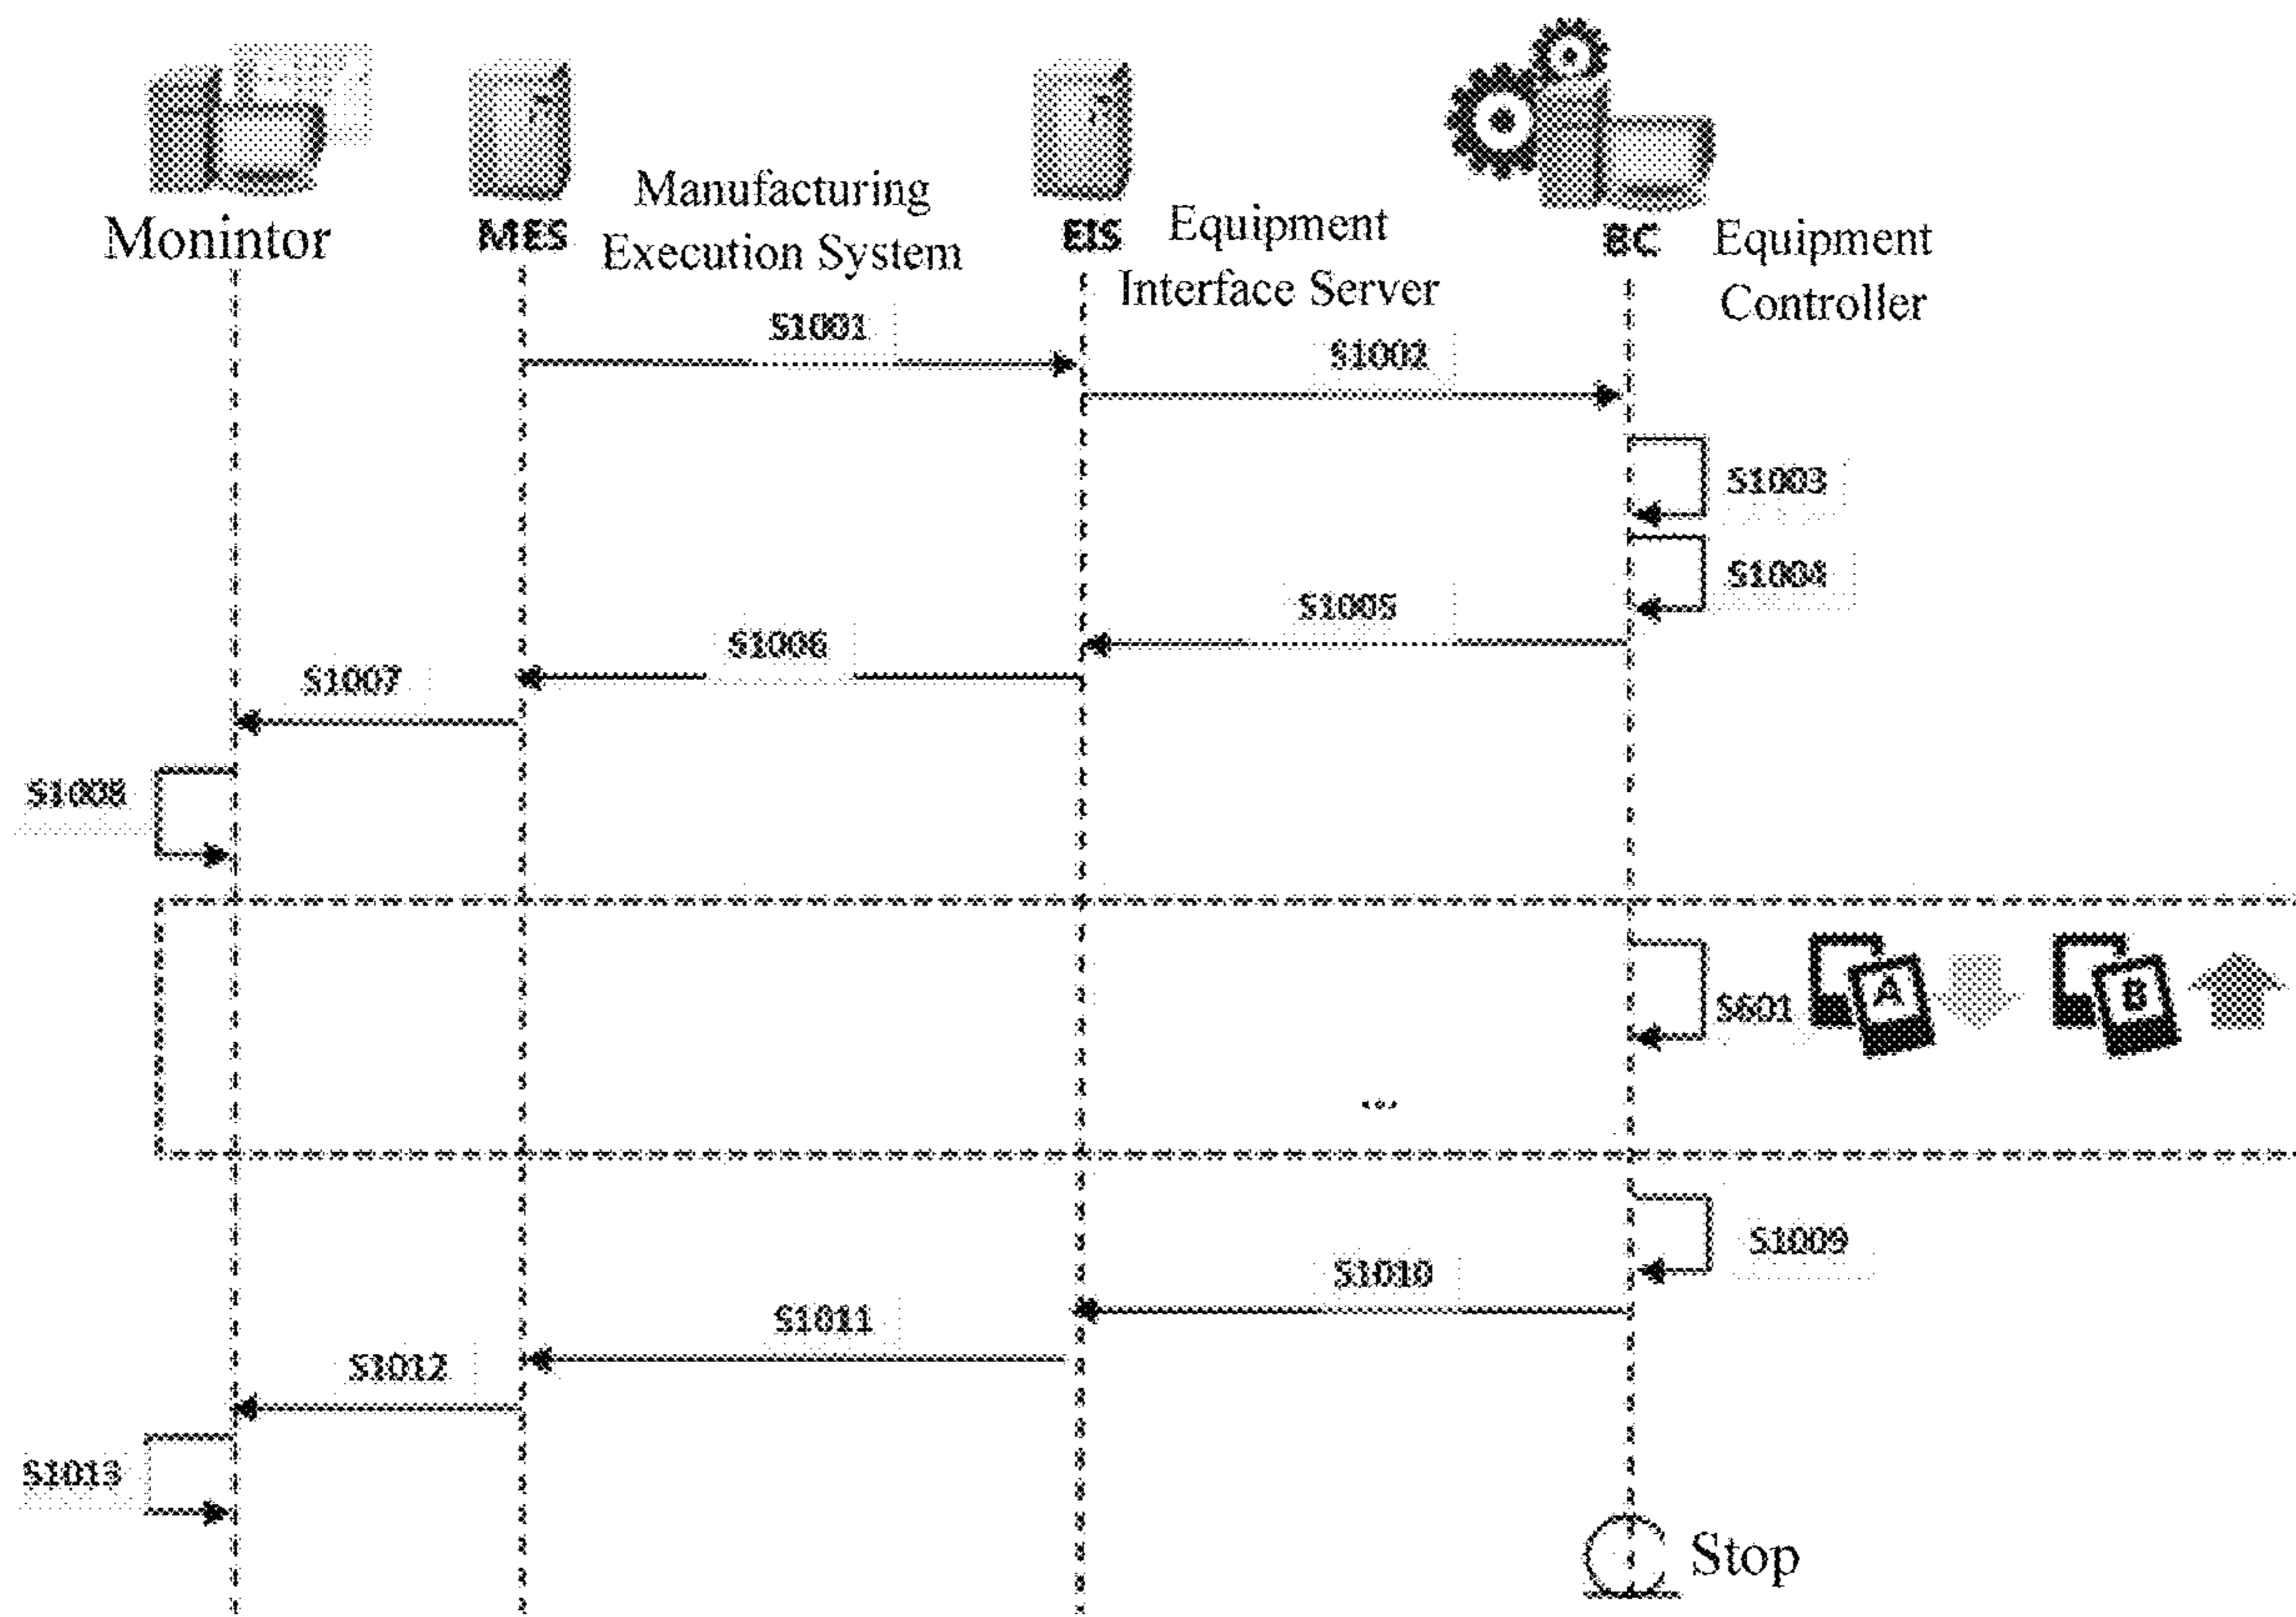 Monintor
MES
Manufacturing
Execution System
EIS
Equipment
Interface Server
BC
Equipment
Controller
S1001
S1002
S1003
S1004
S1005
S1006
S1007
S1008
S601
A
B
...
S1009
S1010
S1011
S1012
S1013
Stop